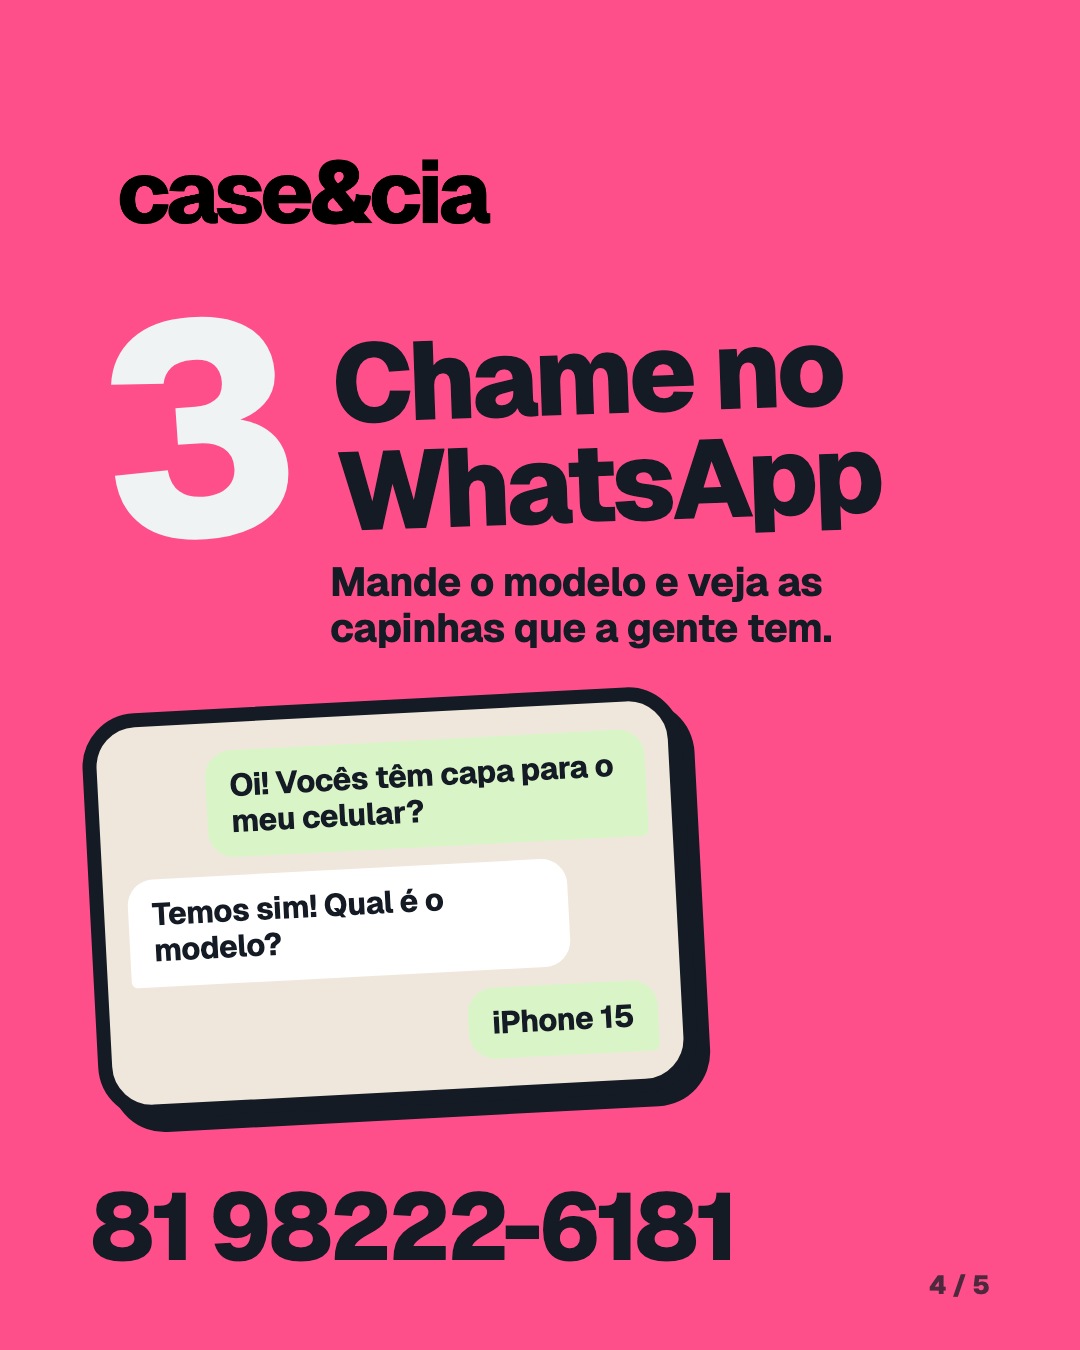 case&cia
3
Chame no
WhatsApp
Mande o modelo e veja as
capinhas que a gente tem.
Oi! Vocês têm capa para o
meu celular?
Temos sim! Qual é o
modelo?
iPhone 15
81 98222-6181
4 / 5